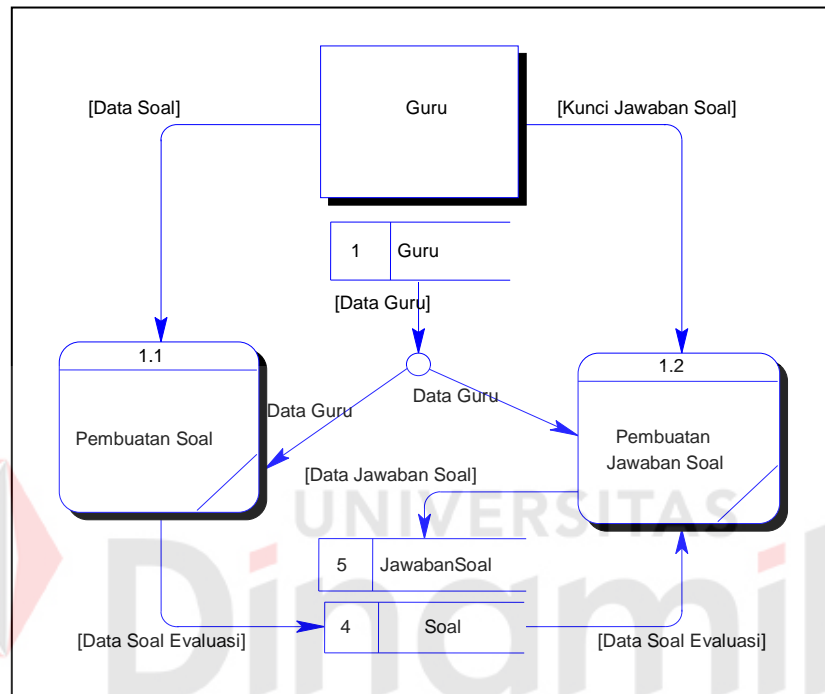 [Data Soal]
Guru
[Kunci Jawaban Soal]
1
Guru
[Data Guru]
1.1
Pembuatan Soal
Data Guru
Data Guru
1.2
Pembuatan
Jawaban Soal
[Data Jawaban Soal]
UNIVERSITAS
Dinamik
5
JawabanSoal
4
Soal
[Data Soal Evaluasi]
[Data Soal Evaluasi]